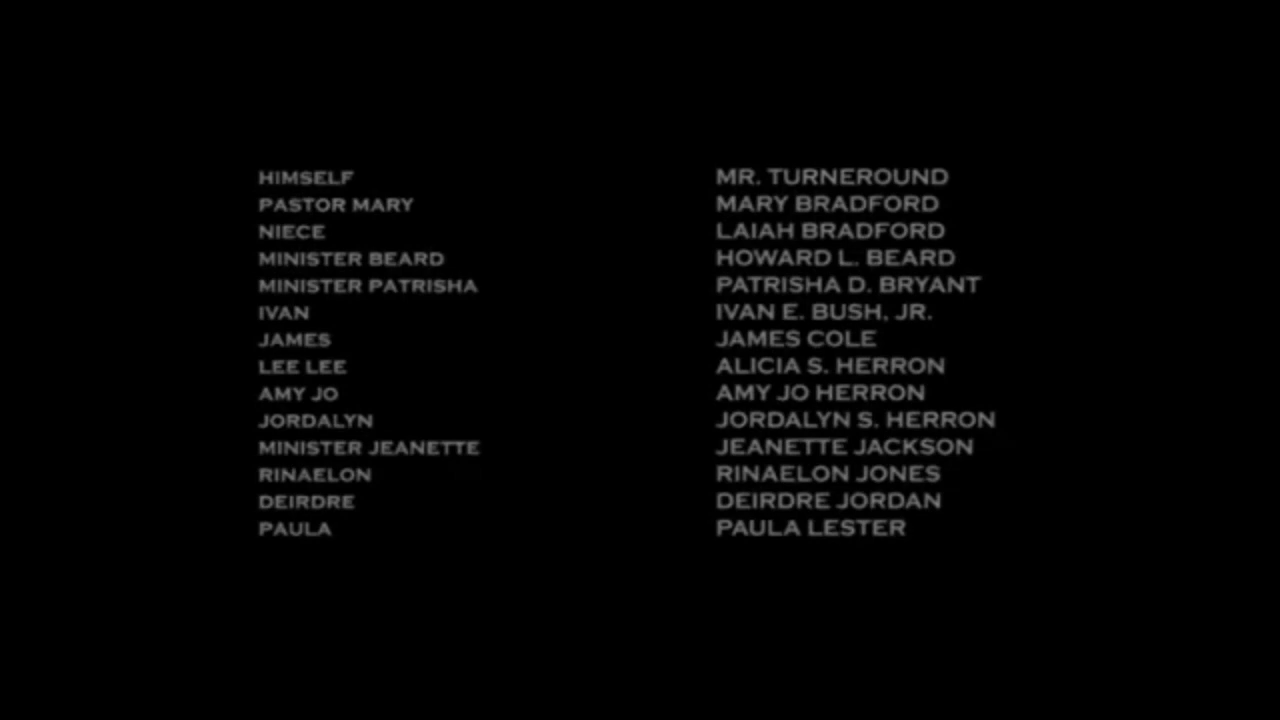 HIMSELF MR. TURNEROUND
PASTOR MARY MARY BRADFORD
NIECE LAIAH BRADFORD
MINISTER BEARD HOWARD L. BEARD
MINISTER PATRISHA PATRISHA D. BRYANT
IVAN IVAN E. BUSH, JR.
JAMES JAMES COLE
LEE LEE ALICIA S. HERRON
AMY JO AMY JO HERRON
JORDALYN JORDALYN S. HERRON
MINISTER JEANETTE JEANETTE JACKSON
RINAELON RINAELON JONES
DEIRDRE DEIRDRE JORDAN
PAULA PAULA LESTER